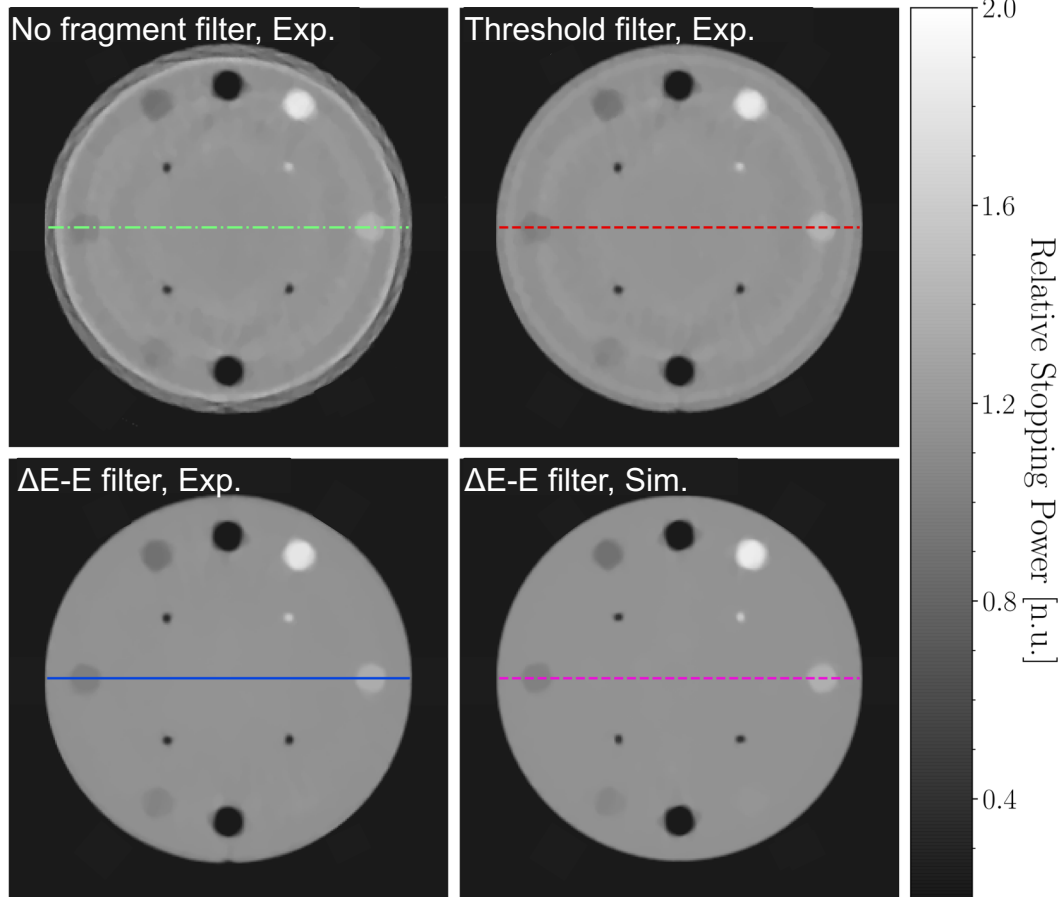 No fragment filter, Exp.
Threshold filter, Exp.
ΔE-E filter, Exp.
ΔE-E filter, Sim.
2.0
1.6
1.2
0.8
0.4
Relative Stopping Power [n.u.]